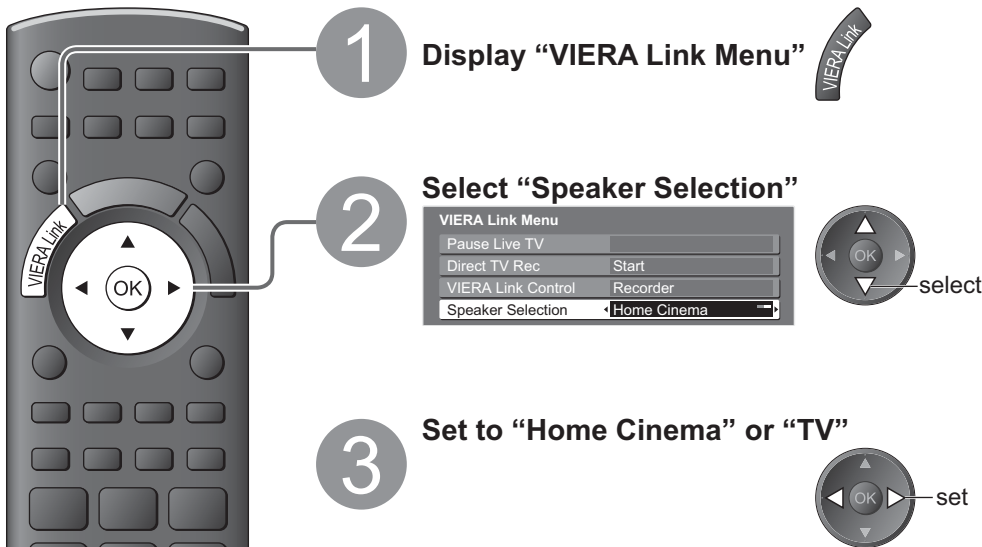 1
Display “VIERA Link Menu”
VIERA Link
2
Select “Speaker Selection”
VIERA Link Menu
Pause Live TV
Direct TV Rec Start
VIERA Link Control Recorder
Speaker Selection Home Cinema
OK
select
VIERA Link
OK
3
Set to “Home Cinema” or “TV”
OK
set